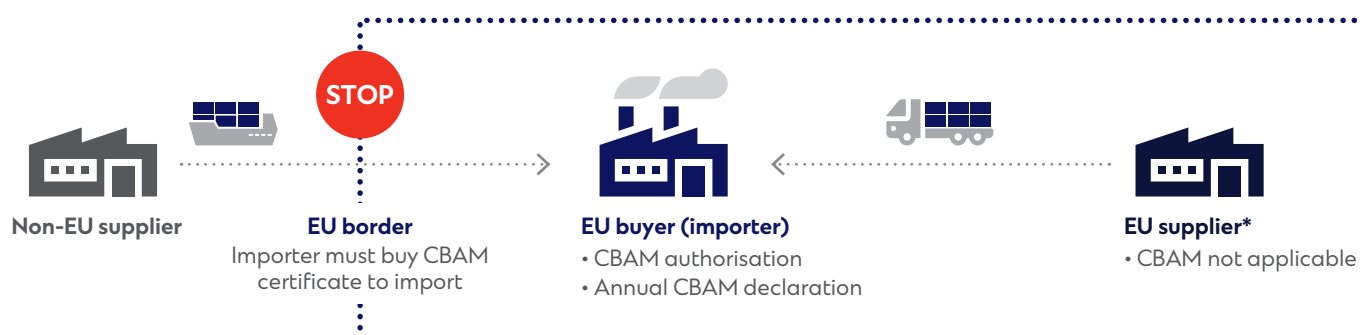 STOP
Non-EU supplier
EU border
Importer must buy CBAM
certificate to import
EU buyer (importer)
• CBAM authorisation
• Annual CBAM declaration
EU supplier*
• CBAM not applicable